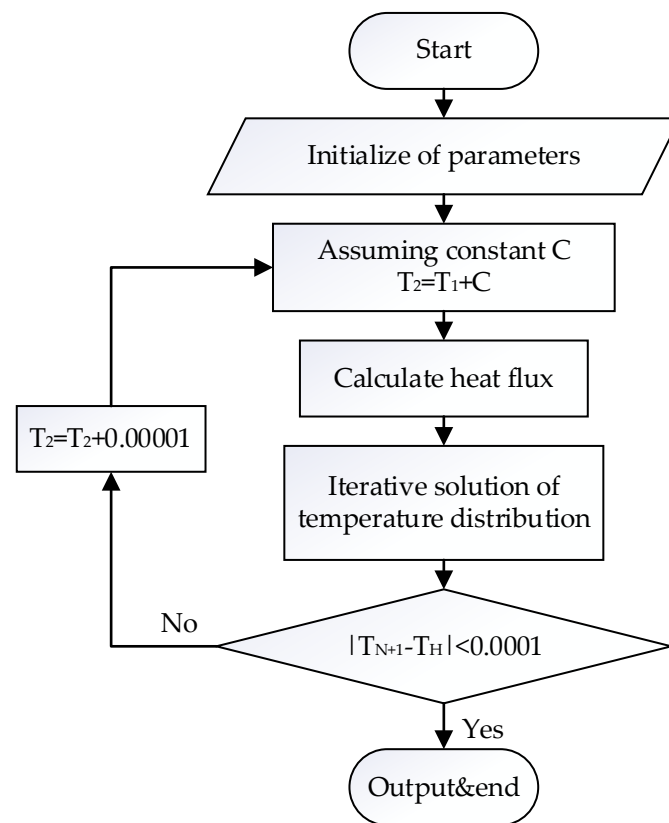 Start
Initialize of parameters
Assuming constant C
T₂=T₁+C
Calculate heat flux
T₂=T₂+0.00001
Iterative solution of
temperature distribution
No
|Tₙ₊₁-T_H|<0.0001
Yes
Output&end